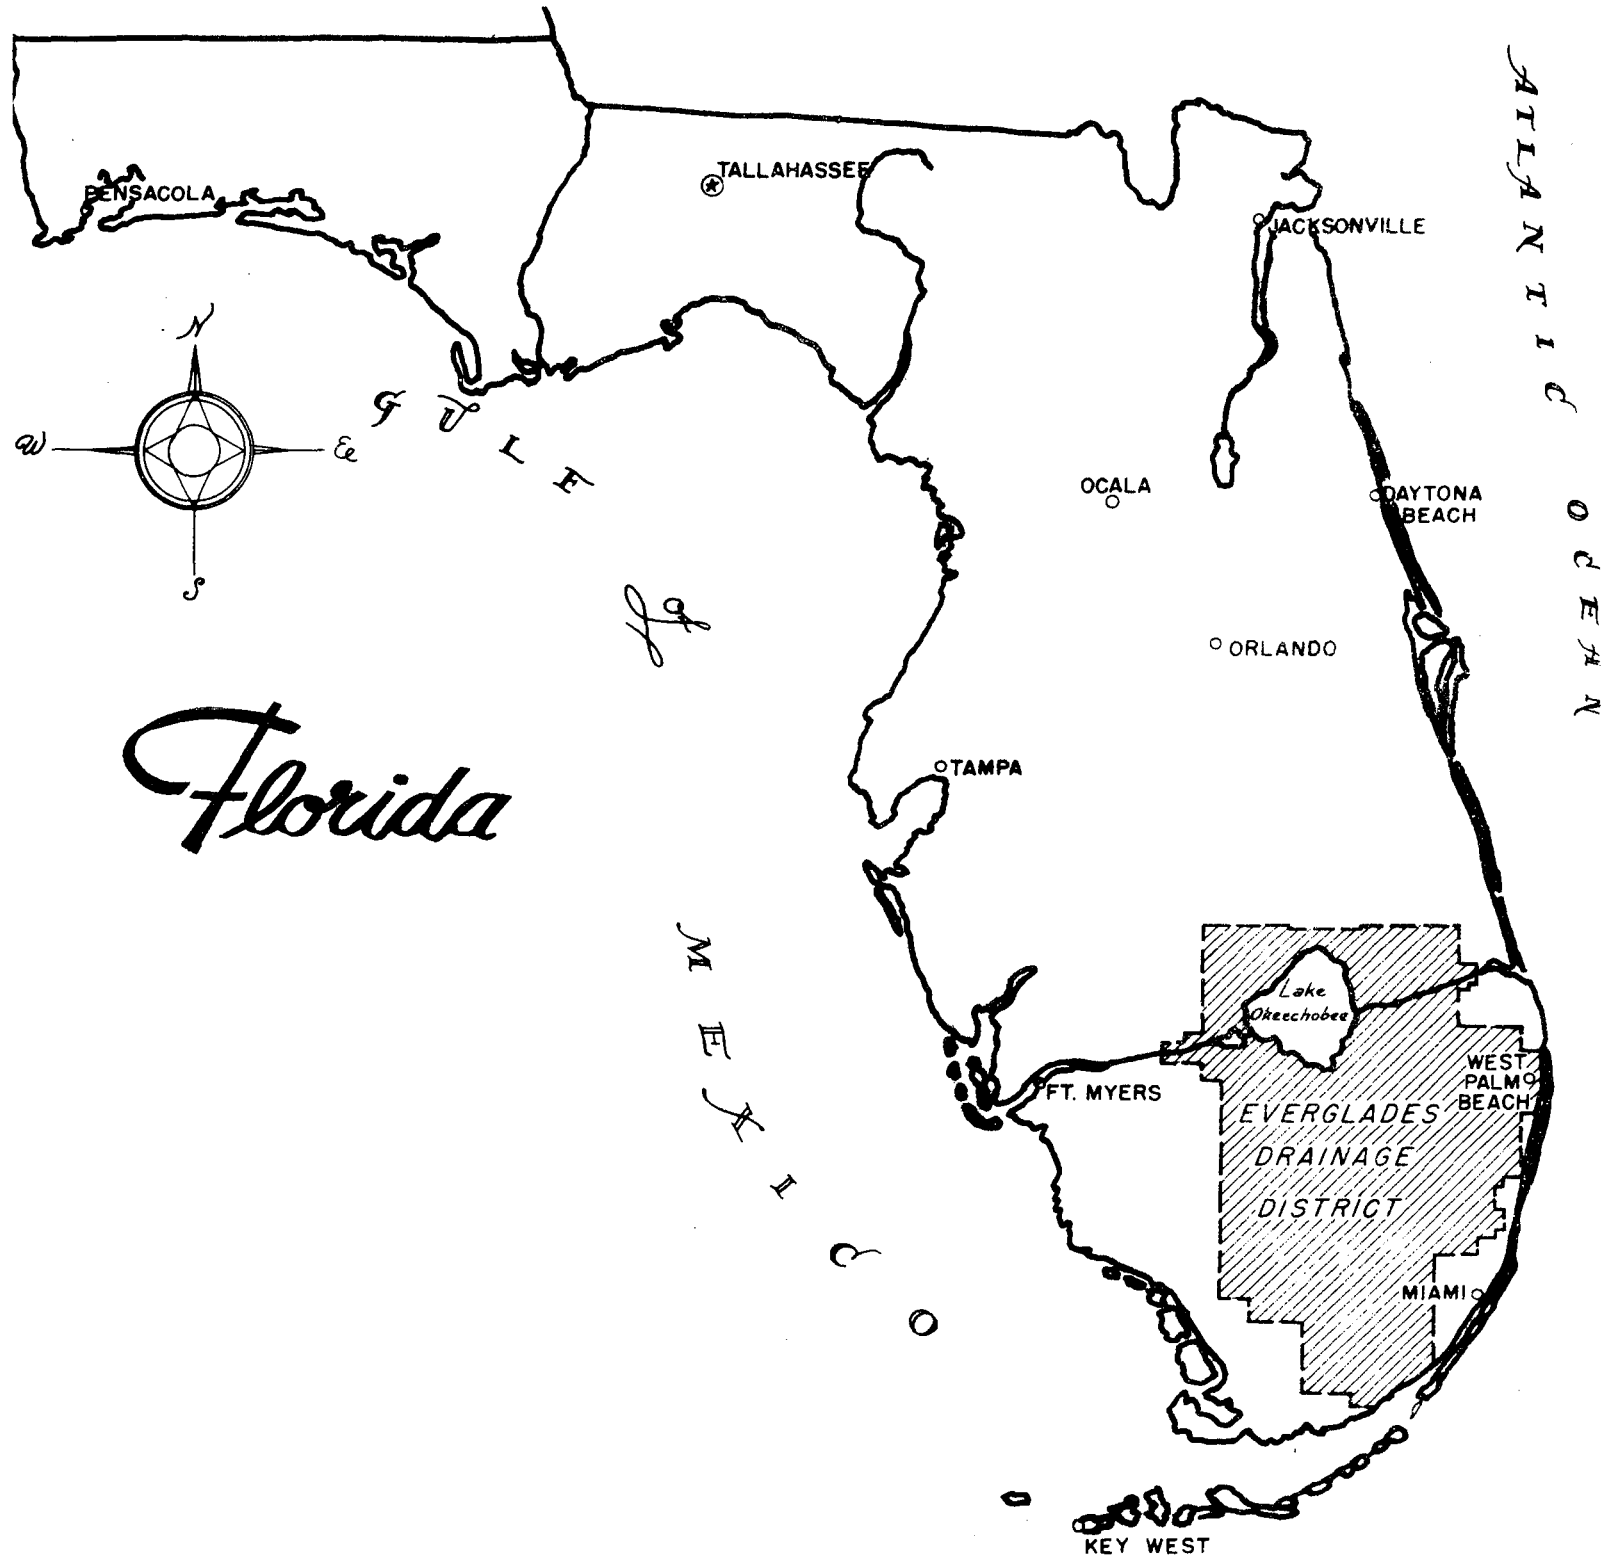 ATLANTIC OCEAN
TALLAHASSEE
PENSACOLA
JACKSONVILLE
N
W
E
S
GULF
of
MEXICO
OCALA
DAYTONA
BEACH
ORLANDO
Florida
TAMPA
Lake
Okeechobee
FT. MYERS
WEST
PALM
BEACH
EVERGLADES
DRAINAGE
DISTRICT
MIAMI
KEY WEST